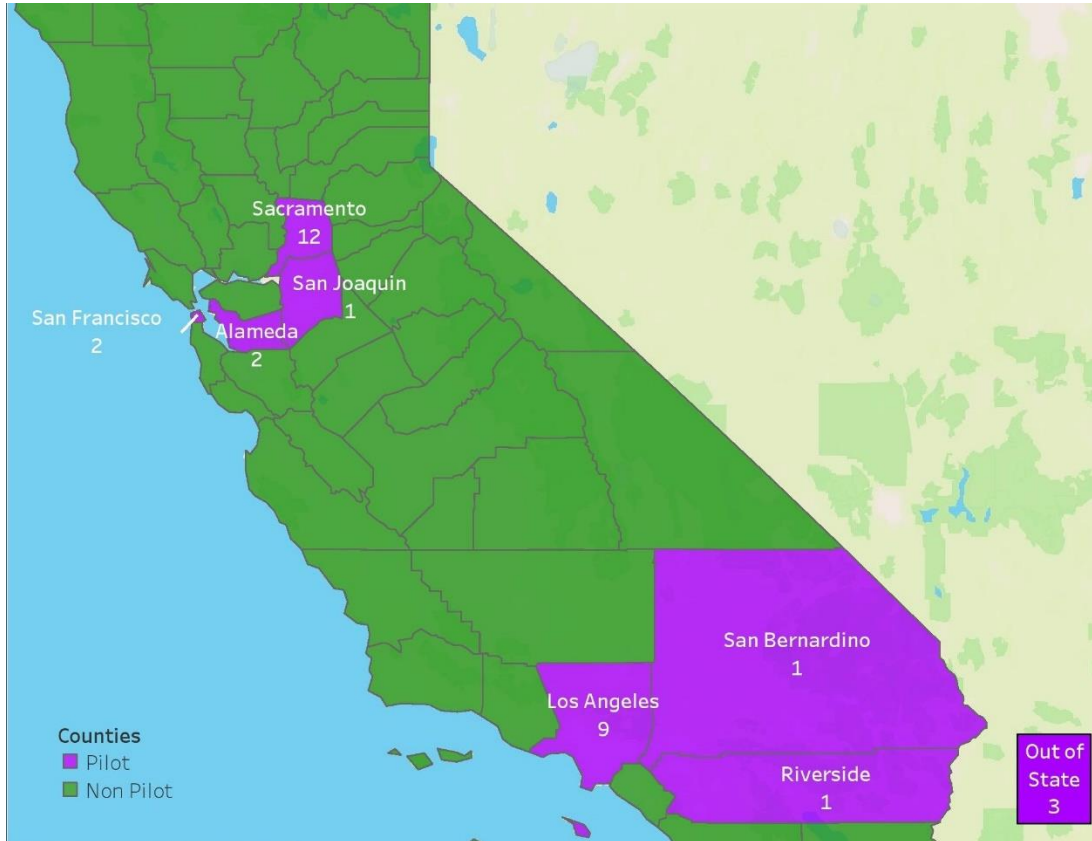 Sacramento
12
San Joaquin
1
San Francisco
2
Alameda
2
San Bernardino
1
Los Angeles
9
Riverside
1
Counties
Pilot
Non Pilot
Out of
State
3